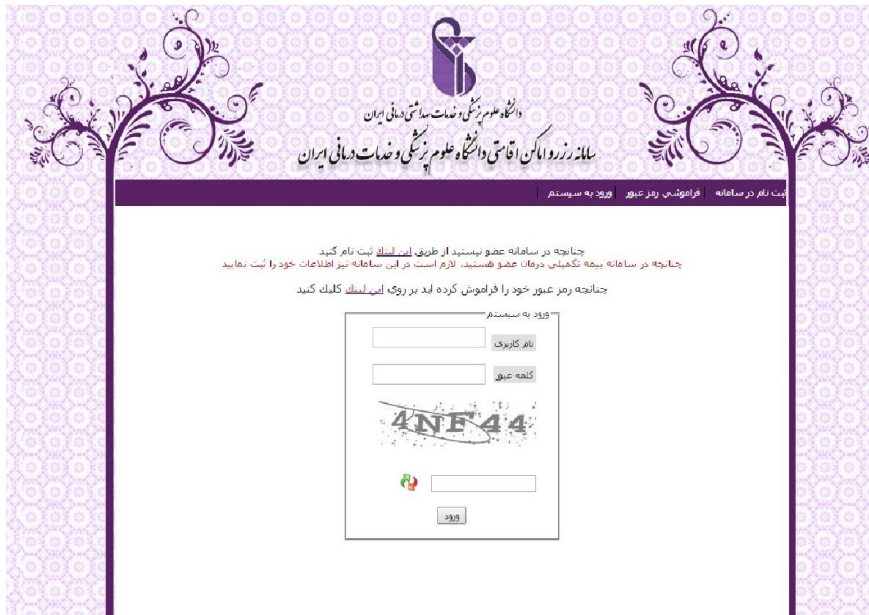 دانشگاه علوم پزشکی و خدمات بهداشتی درمانی ایران
سامانه رزرو اماکن اقامتی دانشگاه علوم پزشکی و خدمات درمانی ایران
ثبت نام در سامانه | فراموشی رمز عبور | ورود به سیستم |
چنانچه در سامانه عضو نیستید از طریق این لینك ثبت نام کنید
چنانچه در سامانه بیمه تکمیلی درمان عضو هستید، لازم است در این سامانه نیز اطلاعات خود را ثبت نمایید
چنانچه رمز عبور خود را فراموش کرده اید بر روی این لینك کلیك کنید
ورود به سیستم
نام کاربری
کلمه عبور
4NF44
ورود